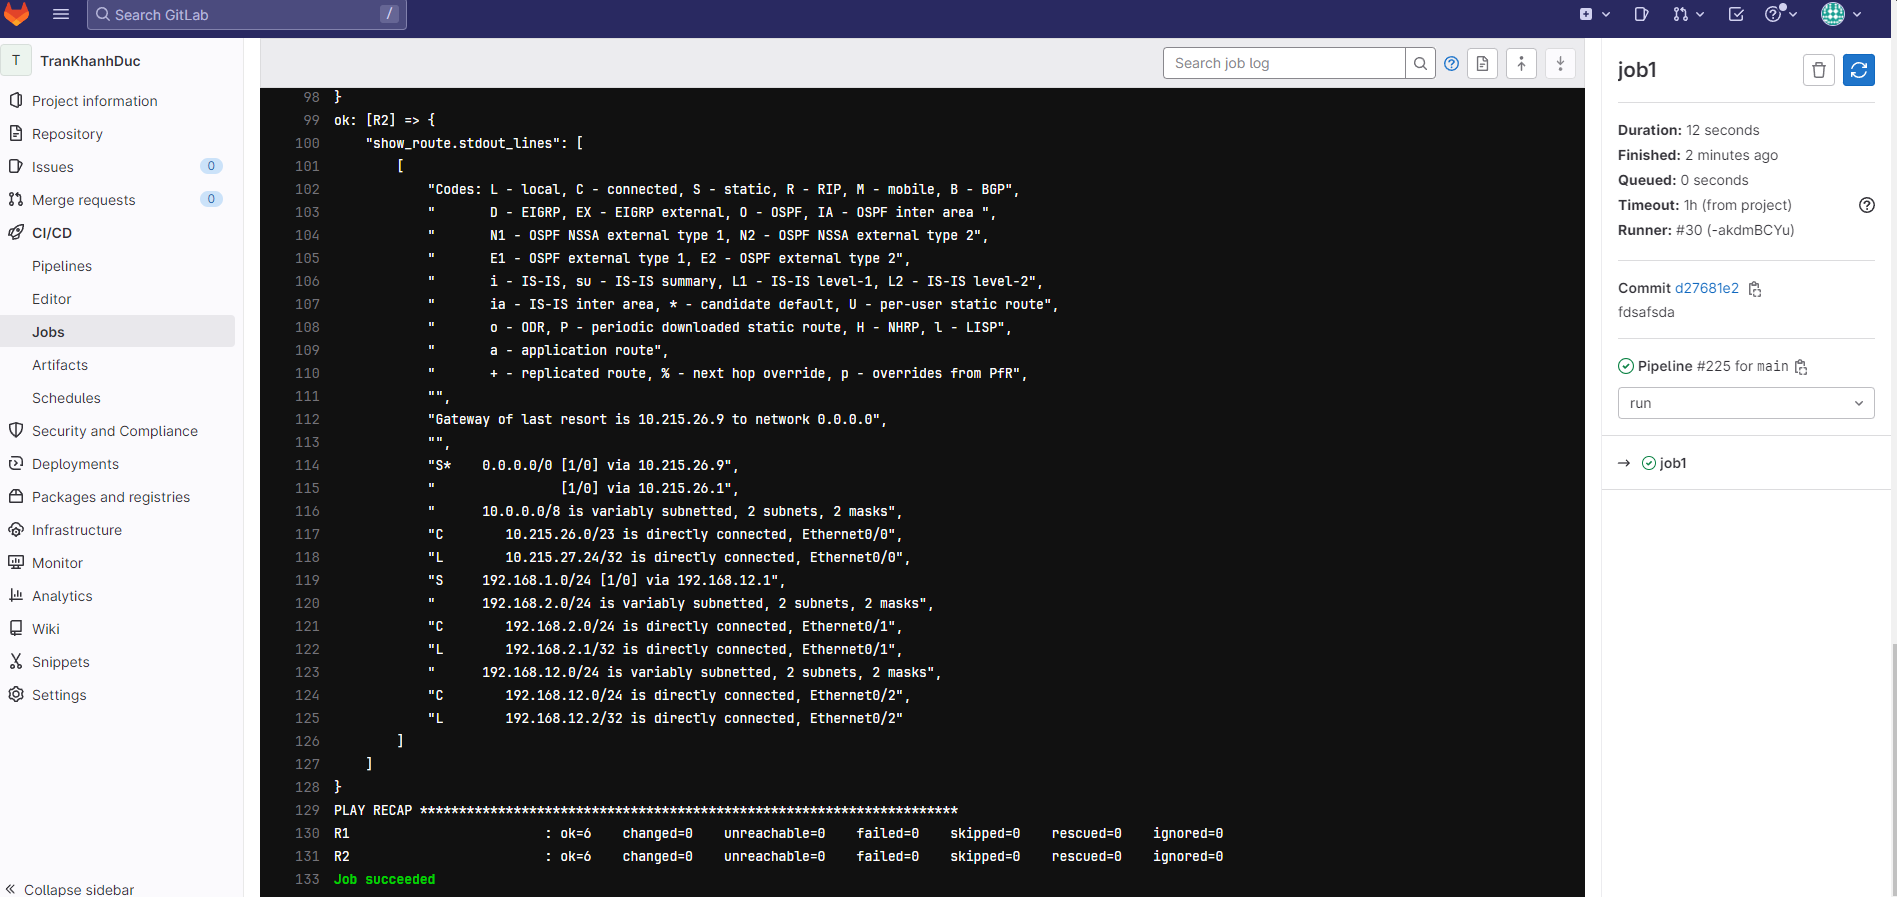 Search GitLab /
T TranKhanhDuc
Project information
Repository
Issues 0
Merge requests 0
CI/CD
Pipelines
Editor
Jobs
Artifacts
Schedules
Security and Compliance
Deployments
Packages and registries
Infrastructure
Monitor
Analytics
Wiki
Snippets
Settings
Collapse sidebar
Search job log
98 }
99 ok: [R2] => {
100     "show_route.stdout_lines": [
101         [
102             "Codes: L - local, C - connected, S - static, R - RIP, M - mobile, B - BGP",
103             "       D - EIGRP, EX - EIGRP external, O - OSPF, IA - OSPF inter area ",
104             "       N1 - OSPF NSSA external type 1, N2 - OSPF NSSA external type 2",
105             "       E1 - OSPF external type 1, E2 - OSPF external type 2",
106             "       i - IS-IS, su - IS-IS summary, L1 - IS-IS level-1, L2 - IS-IS level-2",
107             "       ia - IS-IS inter area, * - candidate default, U - per-user static route",
108             "       o - ODR, P - periodic downloaded static route, H - NHRP, l - LISP",
109             "       a - application route",
110             "       + - replicated route, % - next hop override, p - overrides from PfR",
111             "",
112             "Gateway of last resort is 10.215.26.9 to network 0.0.0.0",
113             "",
114             "S*    0.0.0.0/0 [1/0] via 10.215.26.9",
115             "                [1/0] via 10.215.26.1",
116             "      10.0.0.0/8 is variably subnetted, 2 subnets, 2 masks",
117             "C        10.215.26.0/23 is directly connected, Ethernet0/0",
118             "L        10.215.27.24/32 is directly connected, Ethernet0/0",
119             "S     192.168.1.0/24 [1/0] via 192.168.12.1",
120             "      192.168.2.0/24 is variably subnetted, 2 subnets, 2 masks",
121             "C        192.168.2.0/24 is directly connected, Ethernet0/1",
122             "L        192.168.2.1/32 is directly connected, Ethernet0/1",
123             "      192.168.12.0/24 is variably subnetted, 2 subnets, 2 masks",
124             "C        192.168.12.0/24 is directly connected, Ethernet0/2",
125             "L        192.168.12.2/32 is directly connected, Ethernet0/2"
126         ]
127     ]
128 }
129 PLAY RECAP *********************************************************************
130 R1                         : ok=6    changed=0    unreachable=0    failed=0    skipped=0    rescued=0    ignored=0
131 R2                         : ok=6    changed=0    unreachable=0    failed=0    skipped=0    rescued=0    ignored=0
133 Job succeeded
job1
Duration: 12 seconds
Finished: 2 minutes ago
Queued: 0 seconds
Timeout: 1h (from project)
Runner: #30 (-akdmBCYu)
Commit d27681e2
fdsafsda
Pipeline #225 for main
run
→ job1